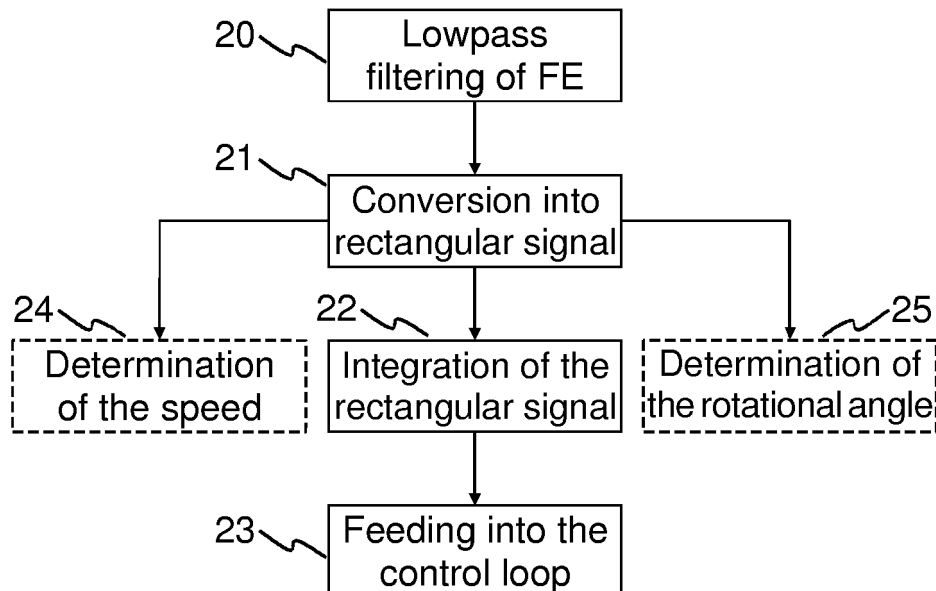 20
Lowpass
filtering of FE
21
Conversion into
rectangular signal
24
Determination
of the speed
22
Integration of the
rectangular signal
25
Determination of
the rotational angle
23
Feeding into the
control loop